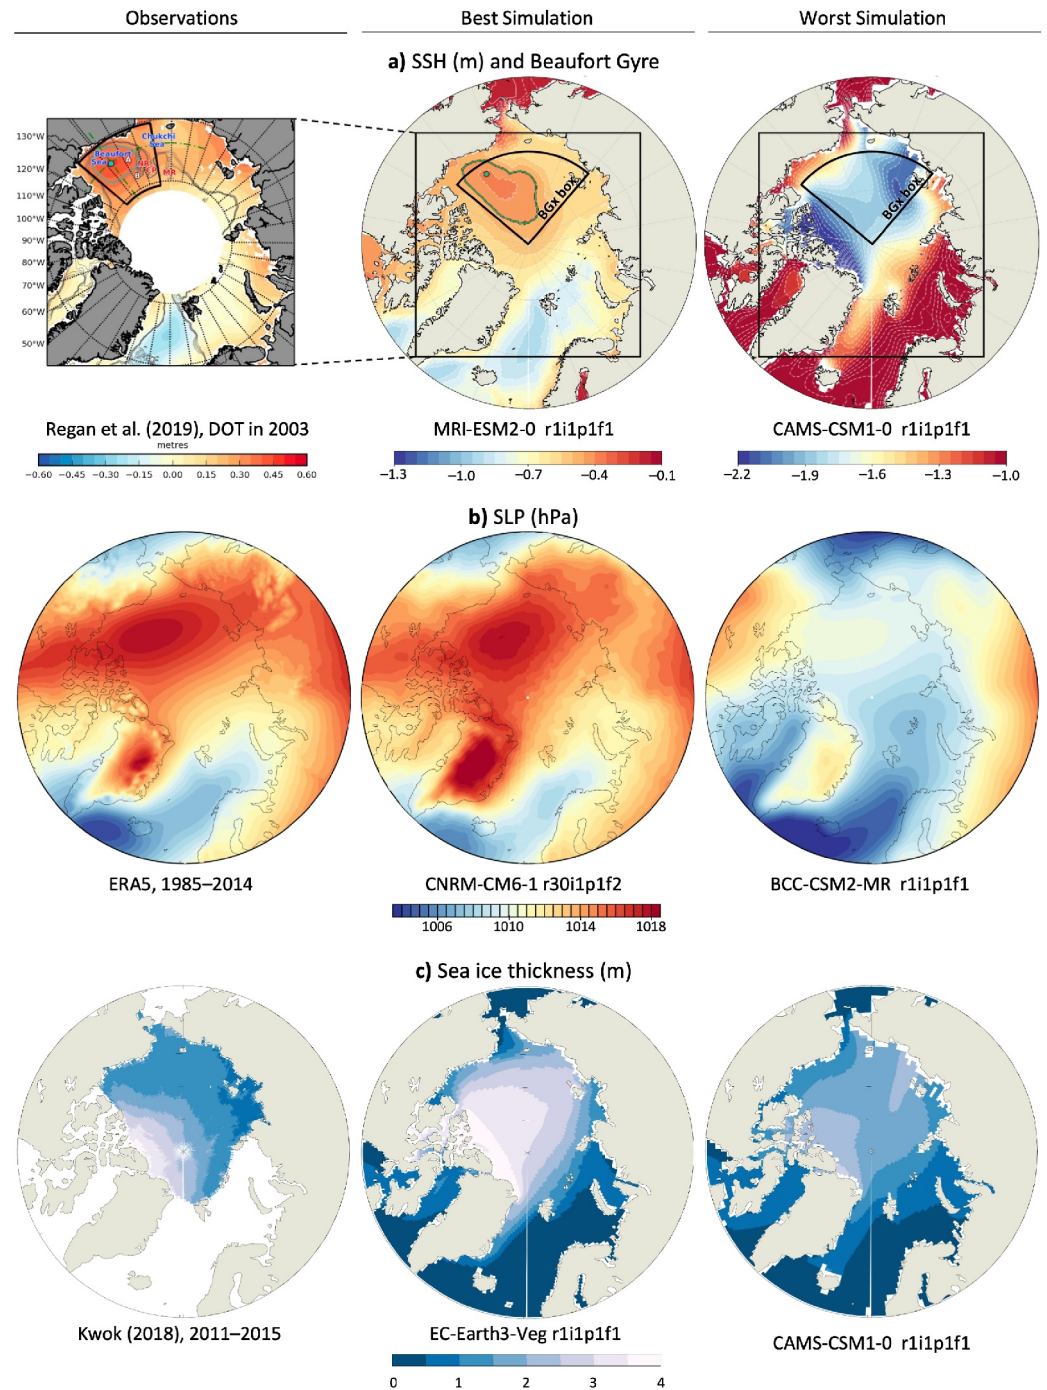 Observations Best Simulation Worst Simulation
a) SSH (m) and Beaufort Gyre
130°W
120°W
110°W
100°W
90°W
80°W
70°W
60°W
50°W
Chukchi
Sea
Beaufort
Sea
MR
BGx box
BGx box
Regan et al. (2019), DOT in 2003 MRI-ESM2-0 r1i1p1f1 CAMS-CSM1-0 r1i1p1f1
metres
−0.60 −0.45 −0.30 −0.15 0.00 0.15 0.30 0.45 0.60
−1.3 −1.0 −0.7 −0.4 −0.1
−2.2 −1.9 −1.6 −1.3 −1.0
b) SLP (hPa)
ERA5, 1985–2014 CNRM-CM6-1 r30i1p1f2 BCC-CSM2-MR r1i1p1f1
1006 1010 1014 1018
c) Sea ice thickness (m)
Kwok (2018), 2011–2015 EC-Earth3-Veg r1i1p1f1 CAMS-CSM1-0 r1i1p1f1
0 1 2 3 4